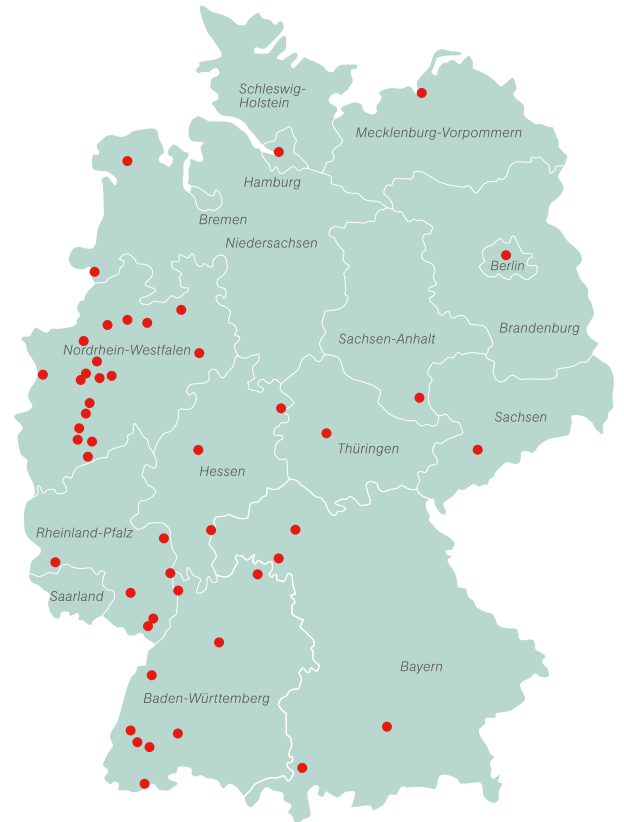 Schleswig-
Holstein
Mecklenburg-Vorpommern
Hamburg
Bremen
Niedersachsen
Berlin
Brandenburg
Sachsen-Anhalt
Nordrhein-Westfalen
Sachsen
Thüringen
Hessen
Rheinland-Pfalz
Saarland
Bayern
Baden-Württemberg